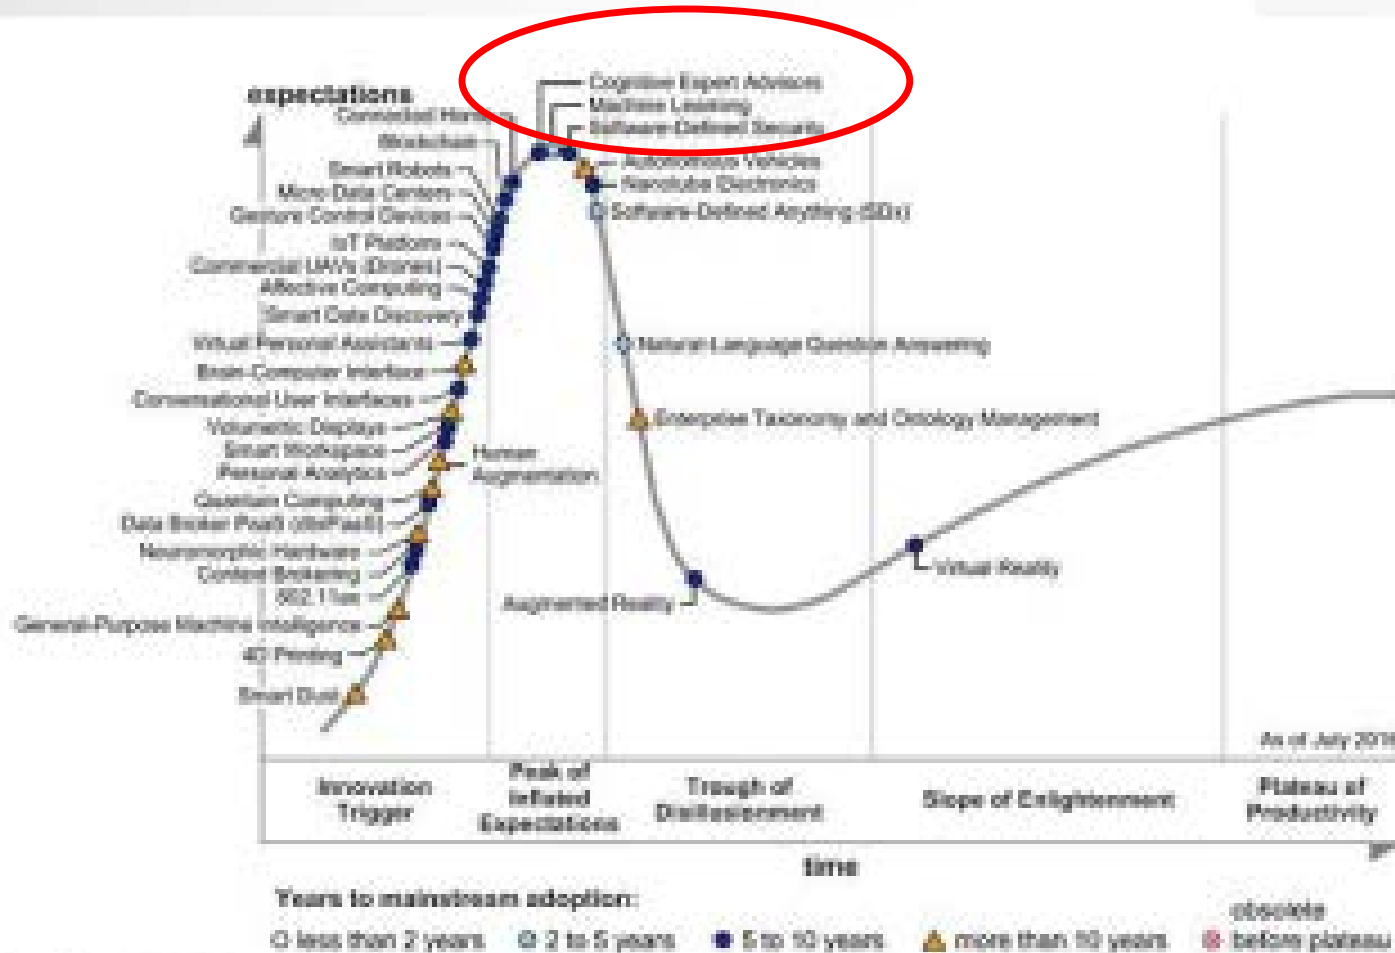 expectations
Cognitive Expert Advisors
Machine Learning
Software-Defined Security
Connected Home
Blockchain
Autonomous Vehicles
Smart Robots
Nanotube Electronics
Micro Data Centers
Software-Defined Anything (SDx)
Gesture Control Devices
IoT Platform
Commercial UAVs (Drones)
Affective Computing
Smart Data Discovery
Virtual Personal Assistants
Natural-Language Question Answering
Brain-Computer Interface
Conversational User Interfaces
Enterprise Taxonomy and Ontology Management
Volumetric Displays
Smart Workspace
Personal Analytics
Human
Augmentation
Quantum Computing
Data Broker PaaS (dbrPaaS)
Neuromorphic Hardware
Context Brokering
802.11ax
Augmented Reality
Virtual Reality
General-Purpose Machine Intelligence
4D Printing
Smart Dust
As of July 2016
Innovation
Trigger
Peak of
Inflated
Expectations
Trough of
Disillusionment
Slope of Enlightenment
Plateau of
Productivity
time
Years to mainstream adoption:
less than 2 years
2 to 5 years
5 to 10 years
more than 10 years
obsolete
before plateau